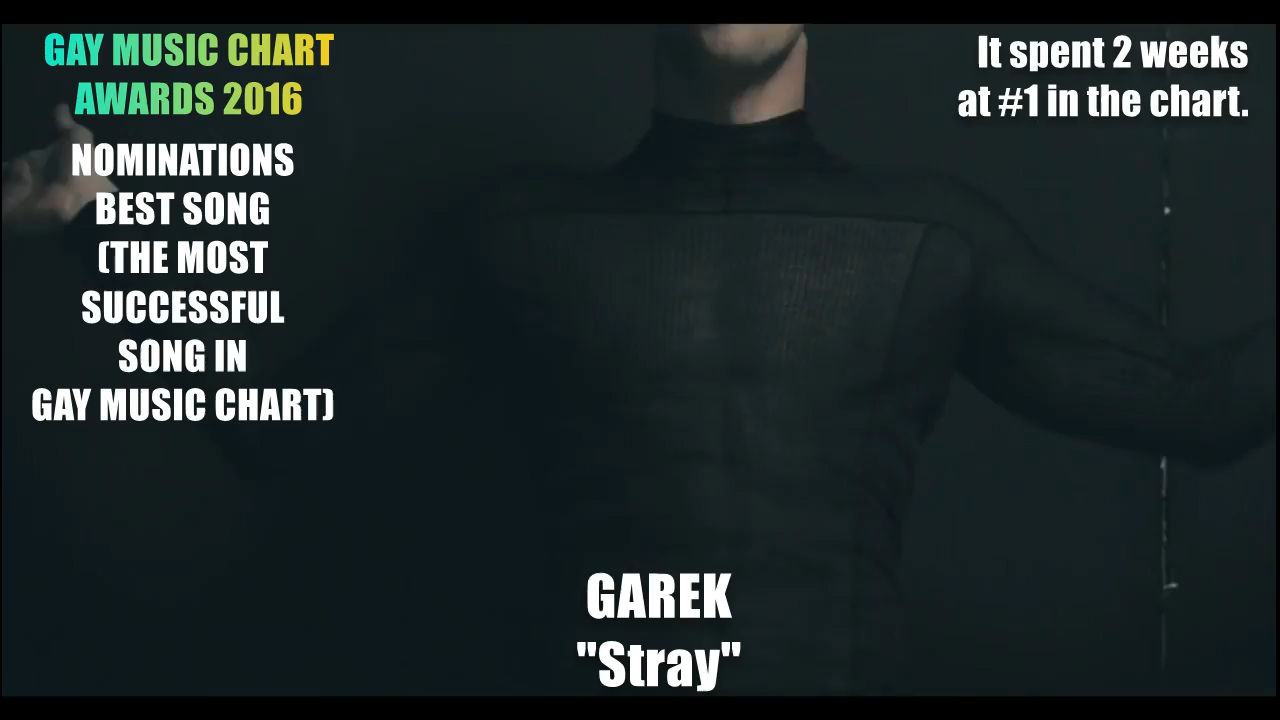 GAY MUSIC CHART
AWARDS 2016
NOMINATIONS
BEST SONG
(THE MOST
SUCCESSFUL
SONG IN
GAY MUSIC CHART)
It spent 2 weeks
at #1 in the chart.
GAREK
"Stray"